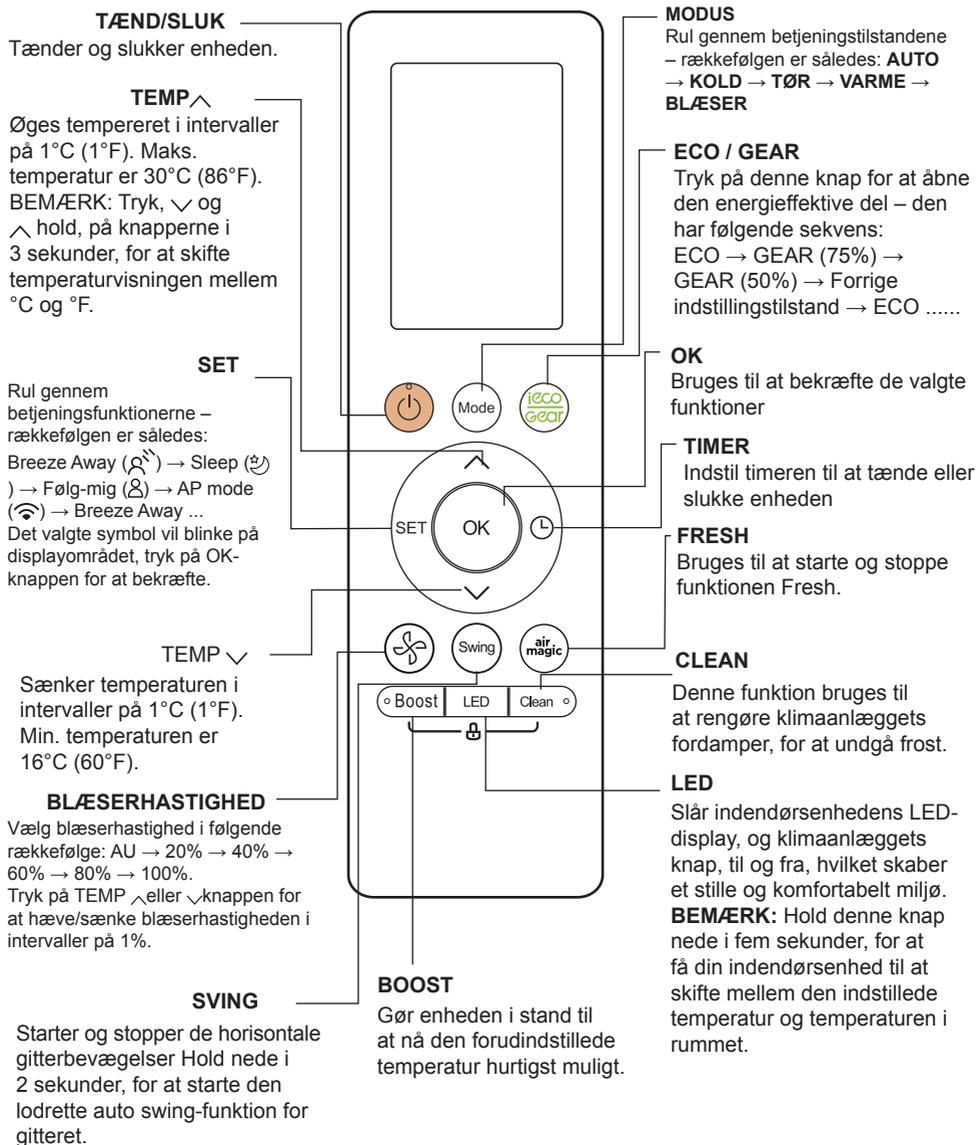 TÆND/SLUK
Tænder og slukker enheden.
TEMP
Øges tempereret i intervaller
på 1°C (1°F). Maks.
temperatur er 30°C (86°F).
BEMÆRK: Tryk, og
hold, på knapperne i
3 sekunder, for at skifte
temperaturvisningen mellem
°C og °F.
SET
Rul gennem
betjeningsfunktionerne –
rækkefølgen er således:
Breeze Away ( ) → Sleep (
) → Følg-mig ( ) → AP mode
( ) → Breeze Away ...
Det valgte symbol vil blinke på
displayområdet, tryk på OK-
knappen for at bekræfte.
TEMP
Sænker temperaturen i
intervaller på 1°C (1°F).
Min. temperaturen er
16°C (60°F).
BLÆSERHASTIGHED
Vælg blæserhastighed i følgende
rækkefølge: AU → 20% → 40% →
60% → 80% → 100%.
Tryk på TEMP eller knappen for
at hæve/sænke blæserhastigheden i
intervaller på 1%.
SVING
Starter og stopper de horisontale
gitterbevægelser Hold nede i
2 sekunder, for at starte den
lodrette auto swing-funktion for
gitteret.
Mode
ieco
Gear
SET
OK
Swing
air
magic
Boost
LED
Clean
BOOST
Gør enheden i stand til
at nå den forudindstillede
temperatur hurtigst muligt.
MODUS
Rul gennem betjeningstilstandene
– rækkefølgen er således: AUTO
→ KOLD → TØR → VARME →
BLÆSER
ECO / GEAR
Tryk på denne knap for at åbne
den energieffektive del – den
har følgende sekvens:
ECO → GEAR (75%) →
GEAR (50%) → Forrige
indstillingstilstand → ECO ......
OK
Bruges til at bekræfte de valgte
funktioner
TIMER
Indstil timeren til at tænde eller
slukke enheden
FRESH
Bruges til at starte og stoppe
funktionen Fresh.
CLEAN
Denne funktion bruges til
at rengøre klimaanlæggets
fordamper, for at undgå frost.
LED
Slår indendørsenhedens LED-
display, og klimaanlæggets
knap, til og fra, hvilket skaber
et stille og komfortabelt miljø.
BEMÆRK: Hold denne knap
nede i fem sekunder, for at
få din indendørsenhed til at
skifte mellem den indstillede
temperatur og temperaturen i
rummet.